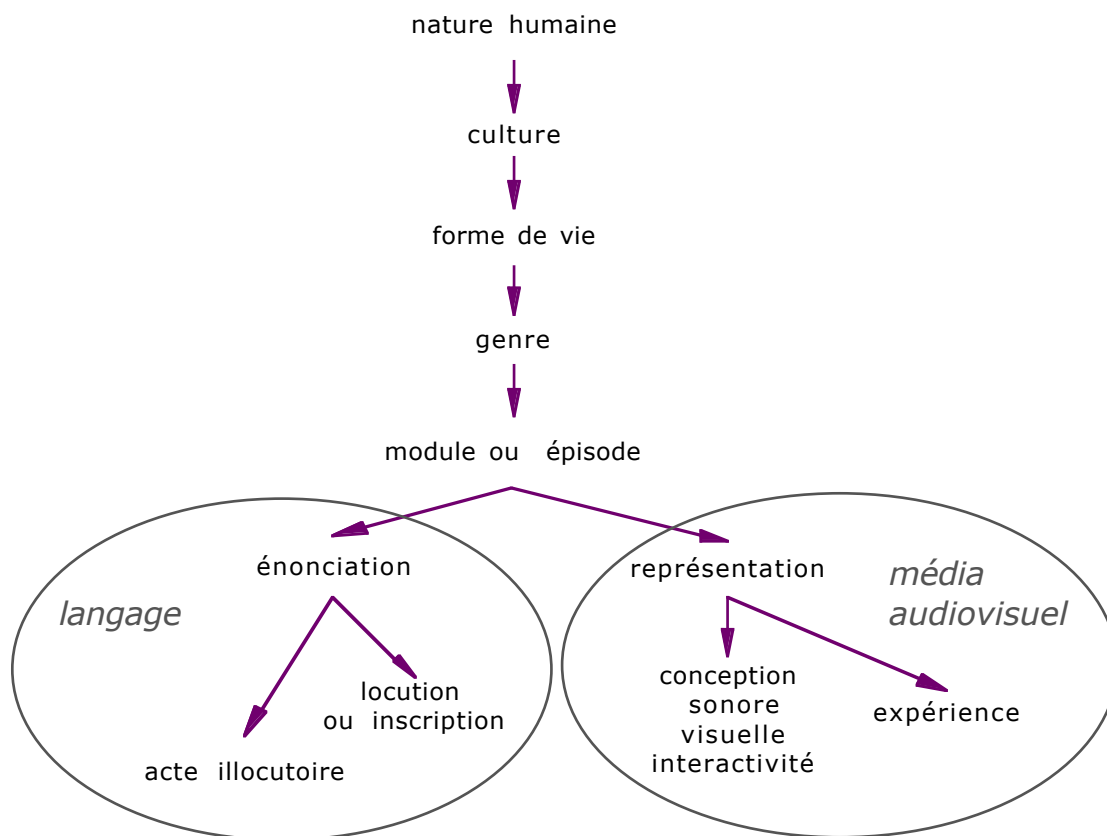 nature humaine
culture
forme de vie
genre
module ou épisode
énonciation
langage
locution
ou inscription
acte illocutoire
représentation
média
audiovisuel
conception
sonore
visuelle
interactivité
expérience